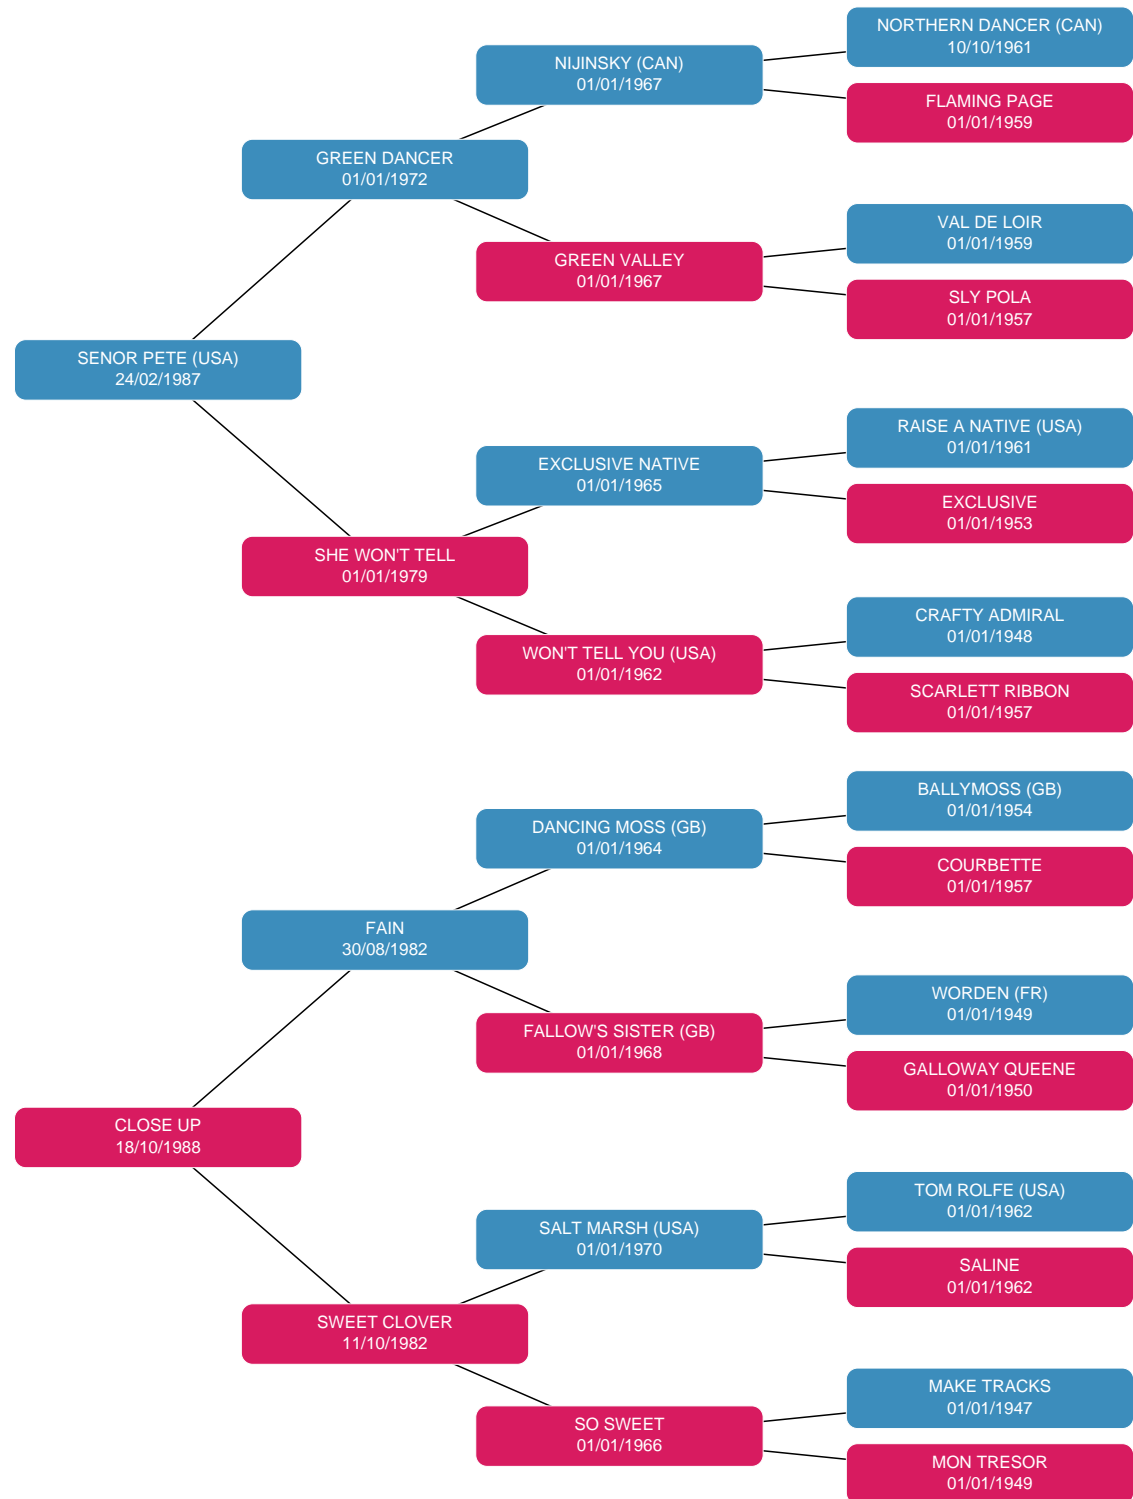 NORTHERN DANCER (CAN)
10/10/1961
NIJINSKY (CAN)
01/01/1967
FLAMING PAGE
01/01/1959
GREEN DANCER
01/01/1972
VAL DE LOIR
01/01/1959
GREEN VALLEY
01/01/1967
SLY POLA
01/01/1957
SENOR PETE (USA)
24/02/1987
RAISE A NATIVE (USA)
01/01/1961
EXCLUSIVE NATIVE
01/01/1965
EXCLUSIVE
01/01/1953
SHE WON'T TELL
01/01/1979
CRAFTY ADMIRAL
01/01/1948
WON'T TELL YOU (USA)
01/01/1962
SCARLETT RIBBON
01/01/1957
BALLYMOSS (GB)
01/01/1954
DANCING MOSS (GB)
01/01/1964
COURBETTE
01/01/1957
FAIN
30/08/1982
WORDEN (FR)
01/01/1949
FALLOW'S SISTER (GB)
01/01/1968
GALLOWAY QUEENE
01/01/1950
CLOSE UP
18/10/1988
TOM ROLFE (USA)
01/01/1962
SALT MARSH (USA)
01/01/1970
SALINE
01/01/1962
SWEET CLOVER
11/10/1982
MAKE TRACKS
01/01/1947
SO SWEET
01/01/1966
MON TRESOR
01/01/1949